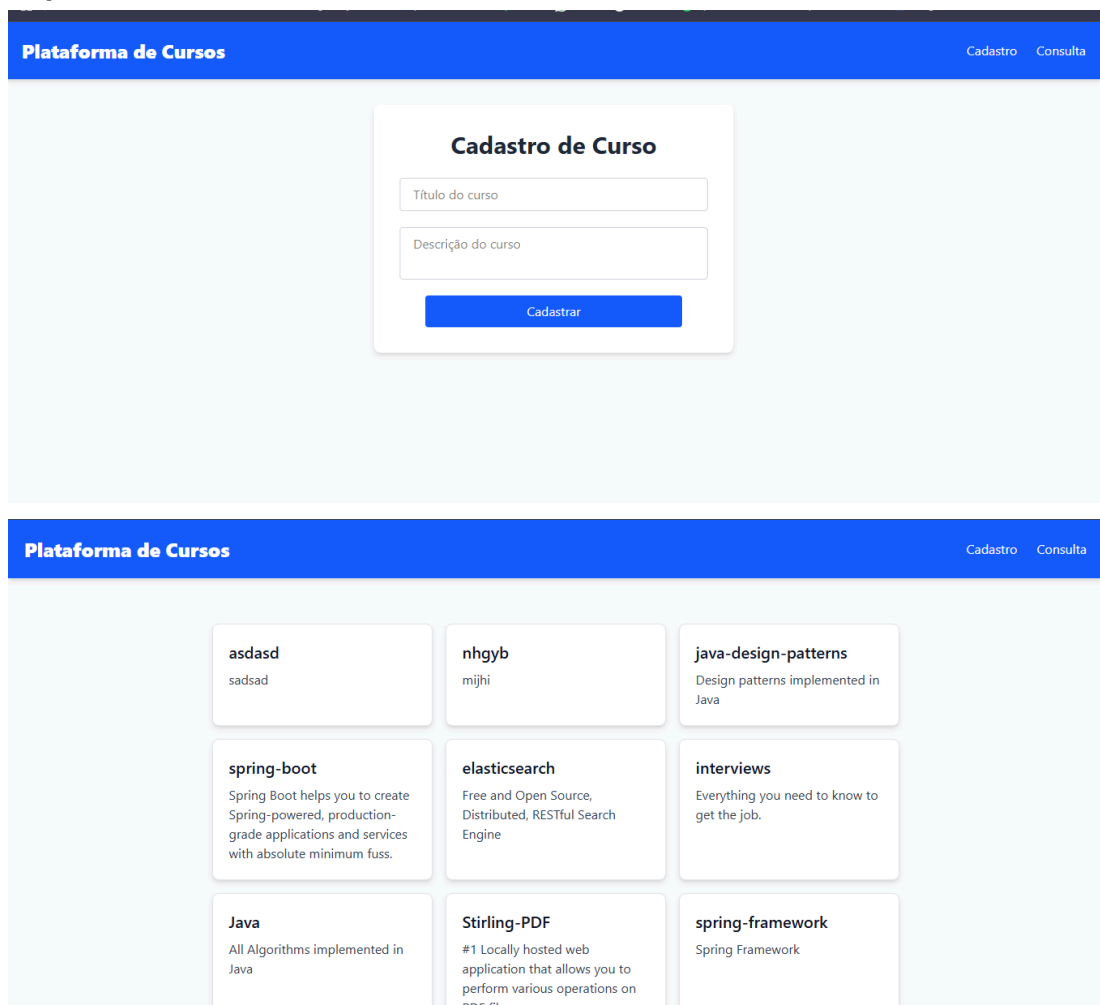 Plataforma de Cursos
Cadastro Consulta
Cadastro de Curso
Título do curso
Descrição do curso
Cadastrar
Plataforma de Cursos
Cadastro Consulta
asdasd
sadsad
nhgyb
mijhi
java-design-patterns
Design patterns implemented in
Java
spring-boot
Spring Boot helps you to create
Spring-powered, production-
grade applications and services
with absolute minimum fuss.
elasticsearch
Free and Open Source,
Distributed, RESTful Search
Engine
interviews
Everything you need to know to
get the job.
Java
All Algorithms implemented in
Java
Stirling-PDF
#1 Locally hosted web
application that allows you to
perform various operations on
spring-framework
Spring Framework